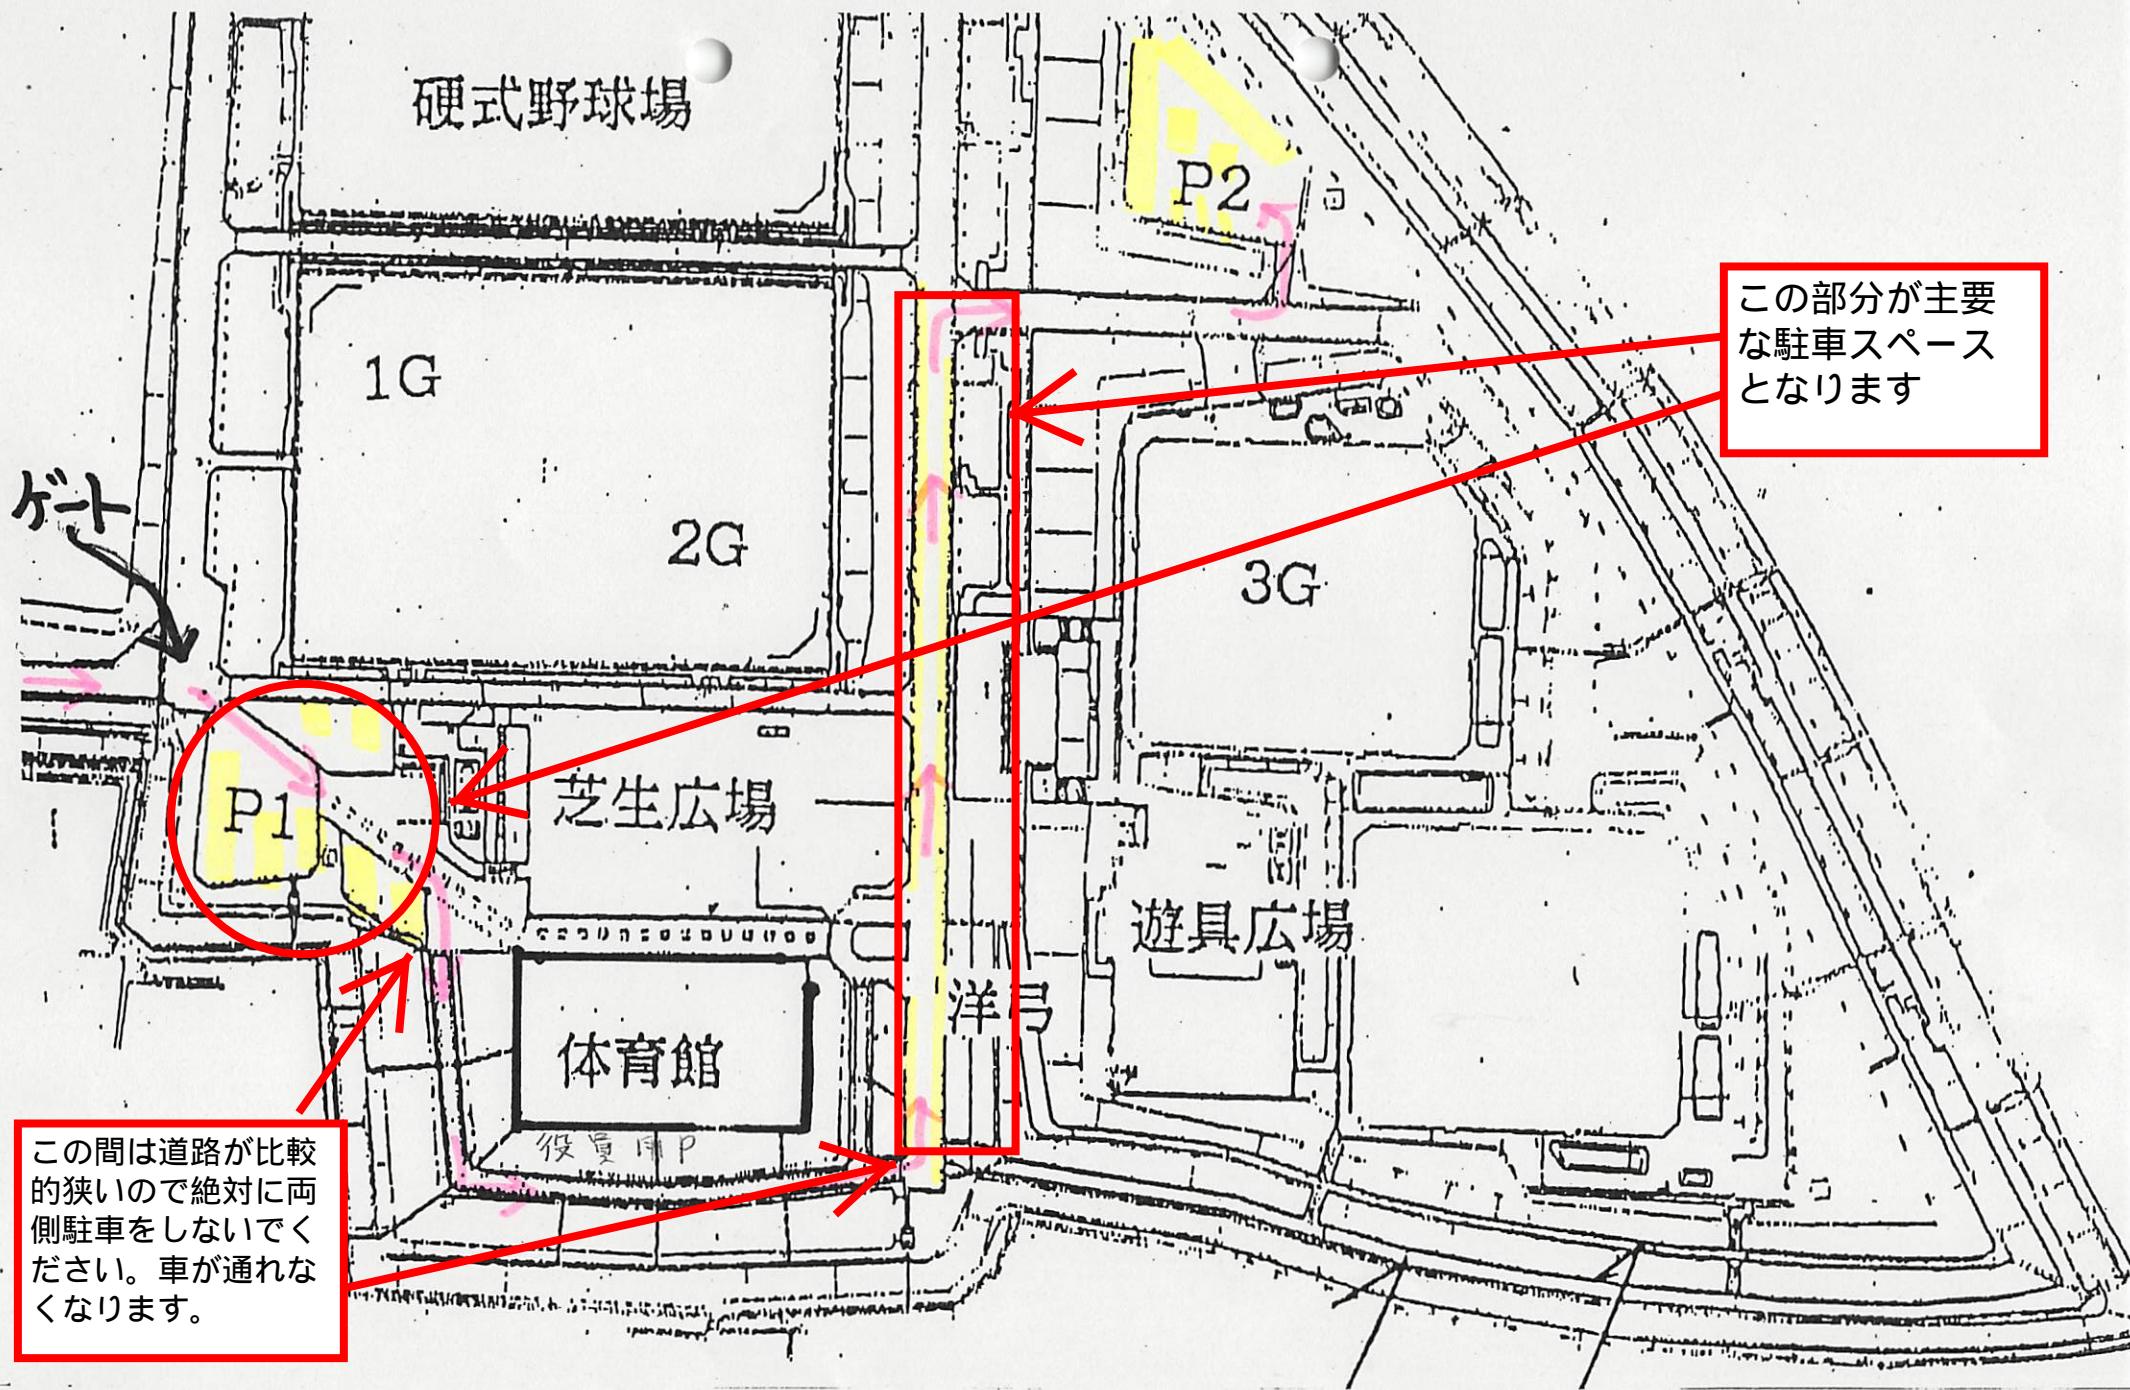 硬式野球場
P2
この部分が主要
な駐車スペース
となります
1G
ゲート
2G
3G
P1
芝生広場
遊具広場
洋弓
体育館
役員用P
この間は道路が比較
的狭いので絶対に両
側駐車をしないでく
ださい。車が通れな
くなります。